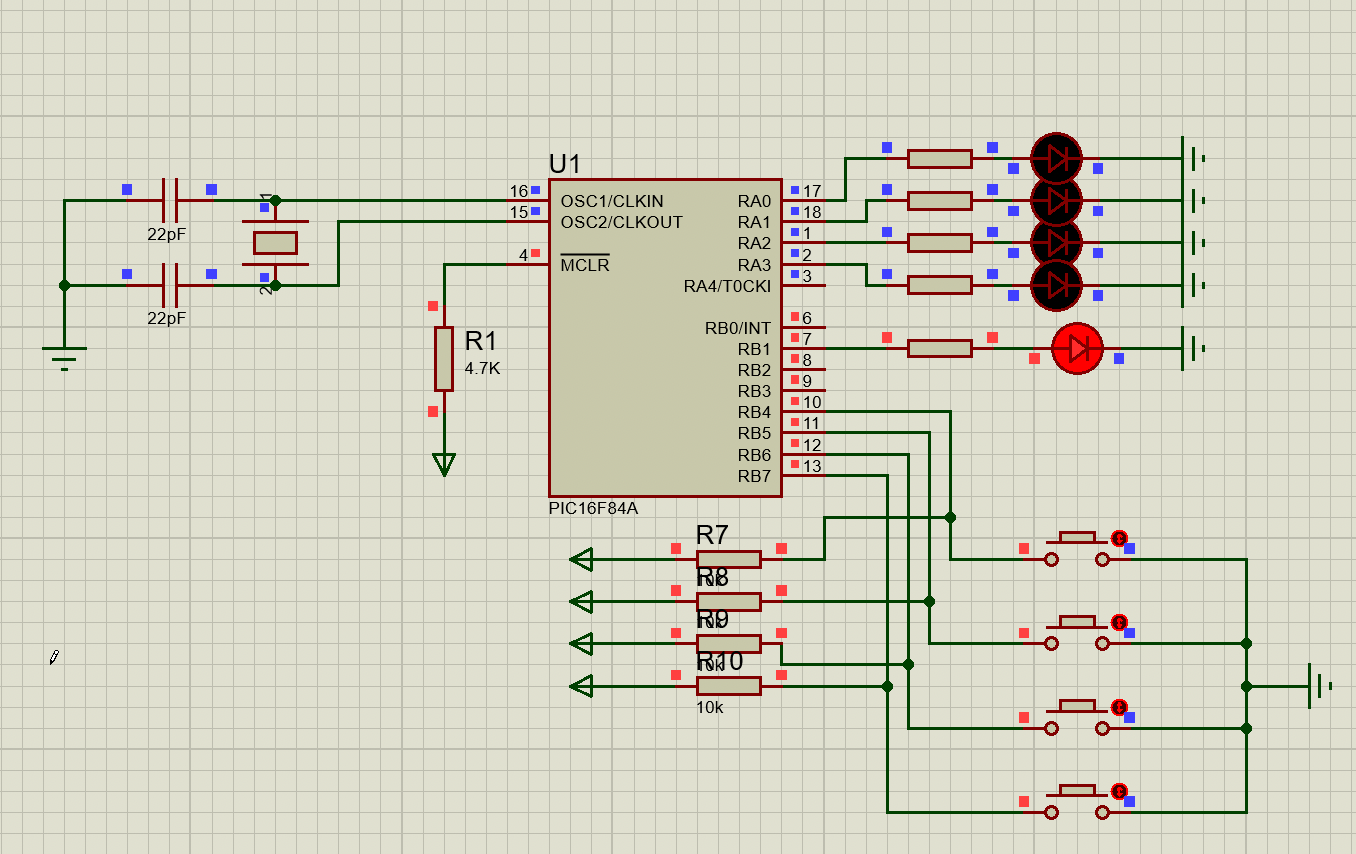 U1
16
15
4
OSC1/CLKIN
OSC2/CLKOUT
MCLR
RA0
RA1
RA2
RA3
RA4/T0CKI
RB0/INT
RB1
RB2
RB3
RB4
RB5
RB6
RB7
17
18
1
2
3
6
7
8
9
10
11
12
13
PIC16F84A
22pF
22pF
1
2
R1
4.7K
R7
10k
R8
10k
R9
10k
R10
10k